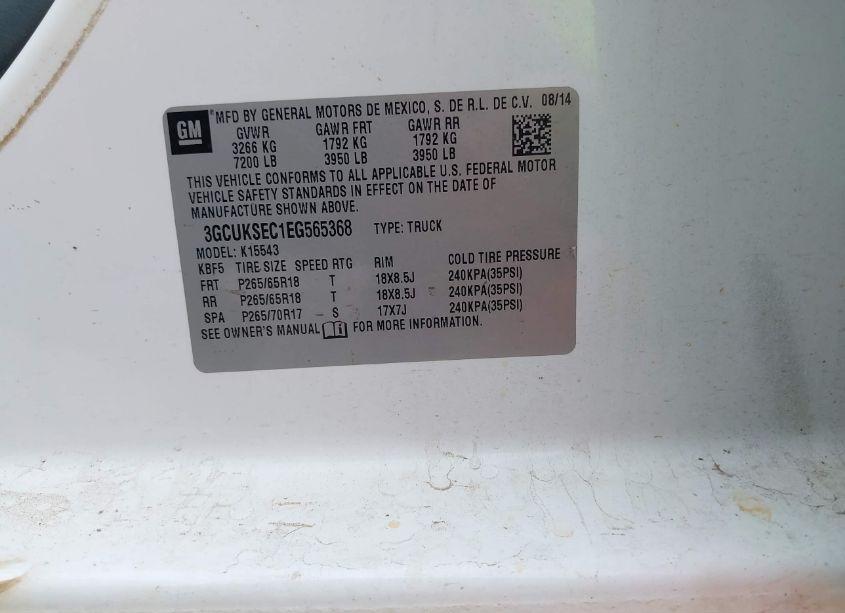 GM ® MFD BY GENERAL MOTORS DE MEXICO, S. DE R.L. DE C.V. 08/14
GVWR GAWR FRT GAWR RR
3266 KG 1792 KG 1792 KG
7200 LB 3950 LB 3950 LB
THIS VEHICLE CONFORMS TO ALL APPLICABLE U.S. FEDERAL MOTOR
VEHICLE SAFETY STANDARDS IN EFFECT ON THE DATE OF
MANUFACTURE SHOWN ABOVE.
3GCUKSEC1EG565368 TYPE: TRUCK
MODEL: K15543
KBF5 TIRE SIZE SPEED RTG RIM COLD TIRE PRESSURE
FRT P265/65R18 T 18X8.5J 240KPA(35PSI)
RR P265/65R18 T 18X8.5J 240KPA(35PSI)
SPA P265/70R17 S 17X7J 240KPA(35PSI)
SEE OWNER'S MANUAL i FOR MORE INFORMATION.